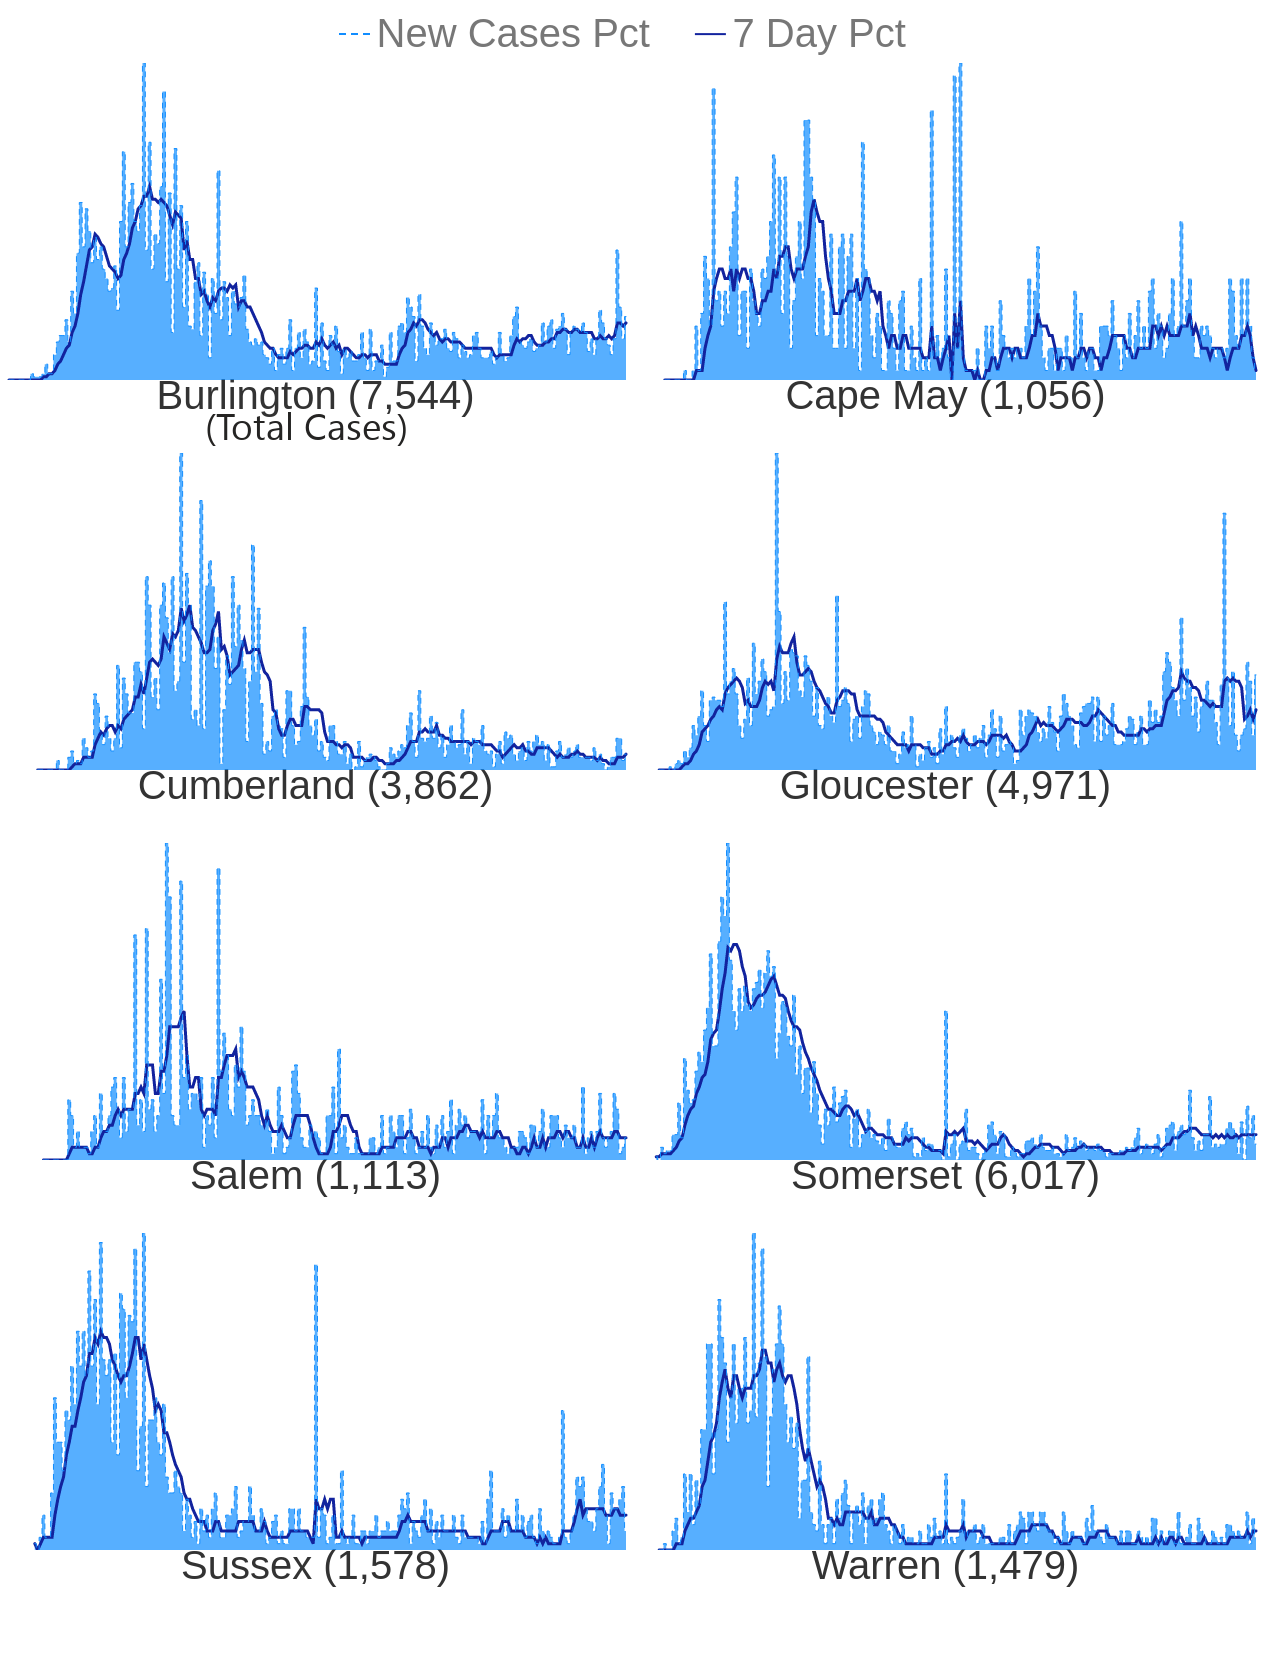 New Cases Pct 7 Day Pct
Burlington (7,544) Cape May (1,056)
(Total Cases)
Cumberland (3,862) Gloucester (4,971)
Salem (1,113) Somerset (6,017)
Sussex (1,578) Warren (1,479)